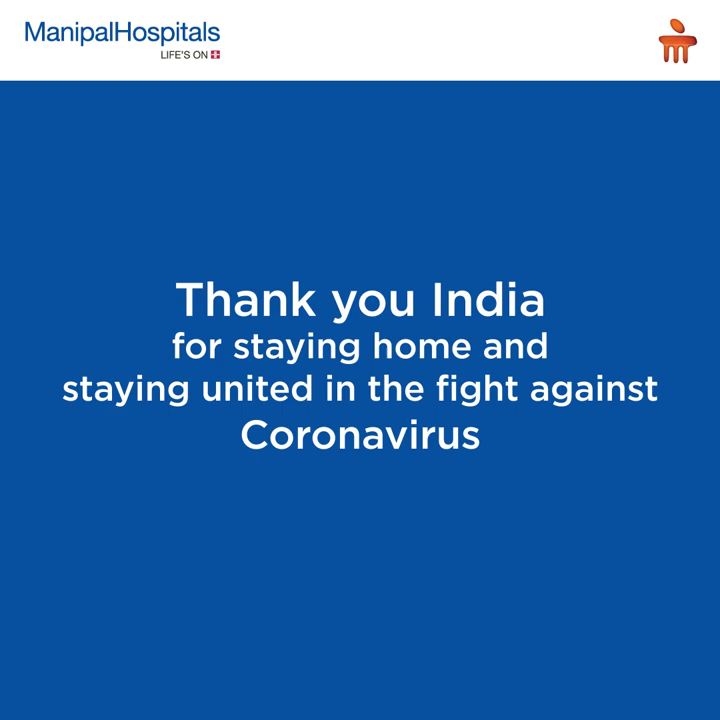 ManipalHospitals
LIFE'S ON
Thank you India
for staying home and
staying united in the fight against
Coronavirus